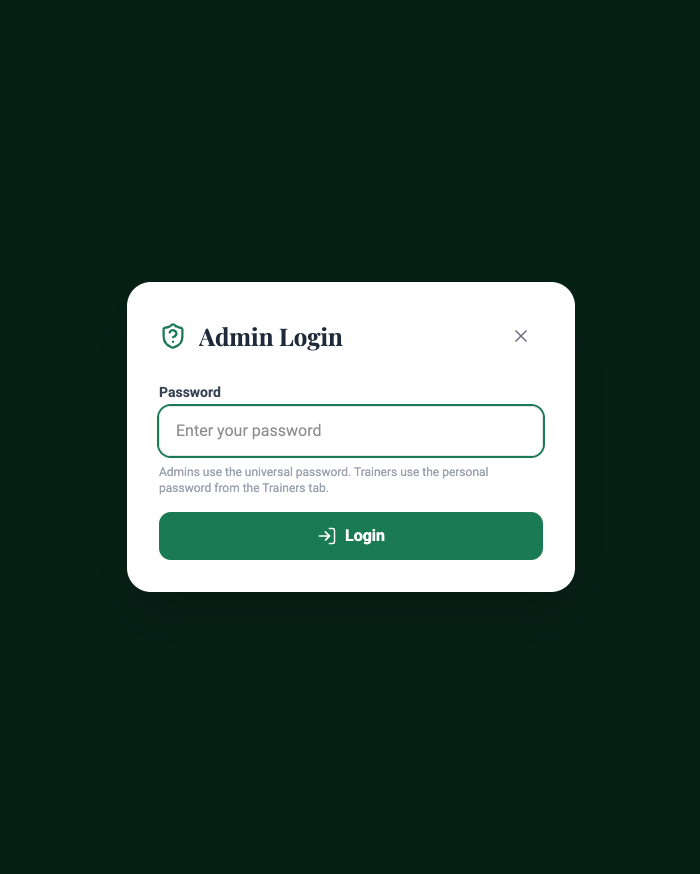 Admin Login
Password
Enter your password
Admins use the universal password. Trainers use the personal
password from the Trainers tab.
Login